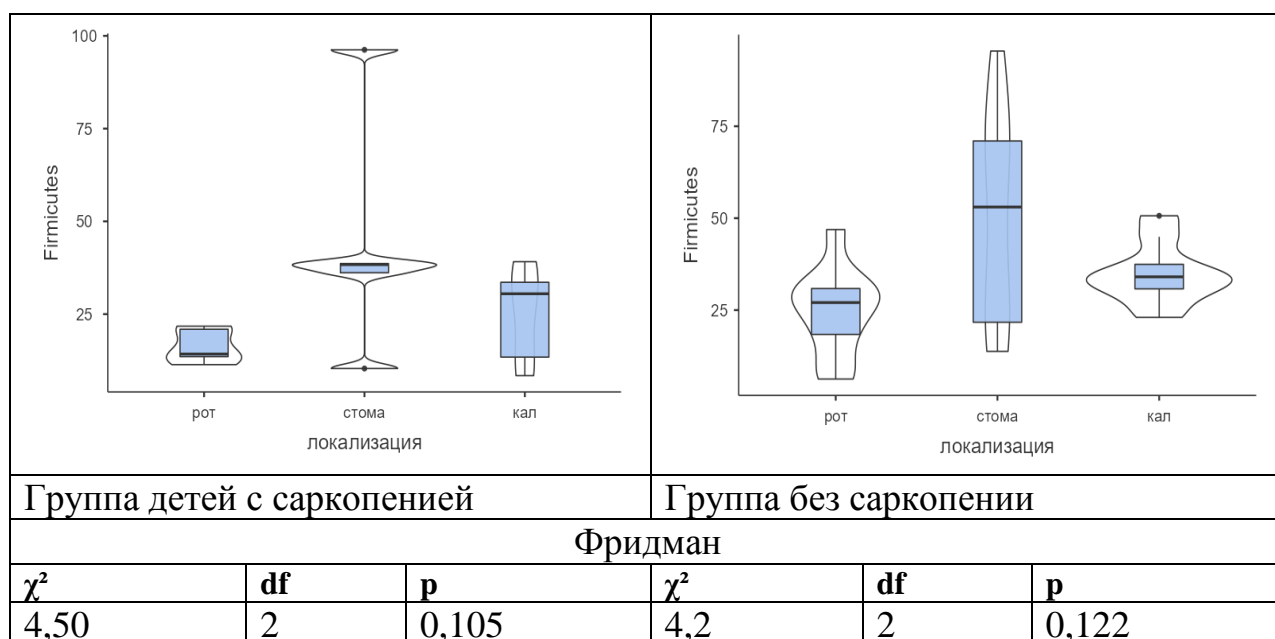 100
75
50
25
Firmicutes
рот стома кал
локализация
75
50
25
Firmicutes
рот стома кал
локализация
Группа детей с саркопенией Группа без саркопении
Фридман
χ² df p χ² df p
4,50 2 0,105 4,2 2 0,122